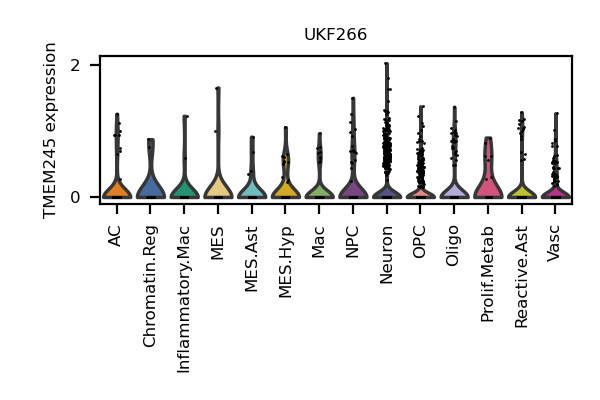 UKF266
TMEM245 expression
2
0
AC
Chromatin.Reg
Inflammatory.Mac
MES
MES.Ast
MES.Hyp
Mac
NPC
Neuron
OPC
Oligo
Prolif.Metab
Reactive.Ast
Vasc